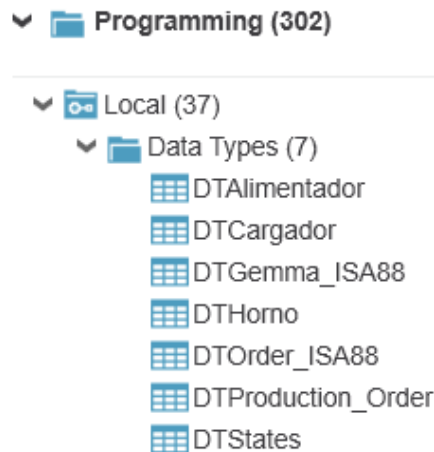 Programming (302)
Local (37)
Data Types (7)
DTAlimentador
DTCargador
DTGemma_ISA88
DTHorno
DTOrder_ISA88
DTProduction_Order
DTStates